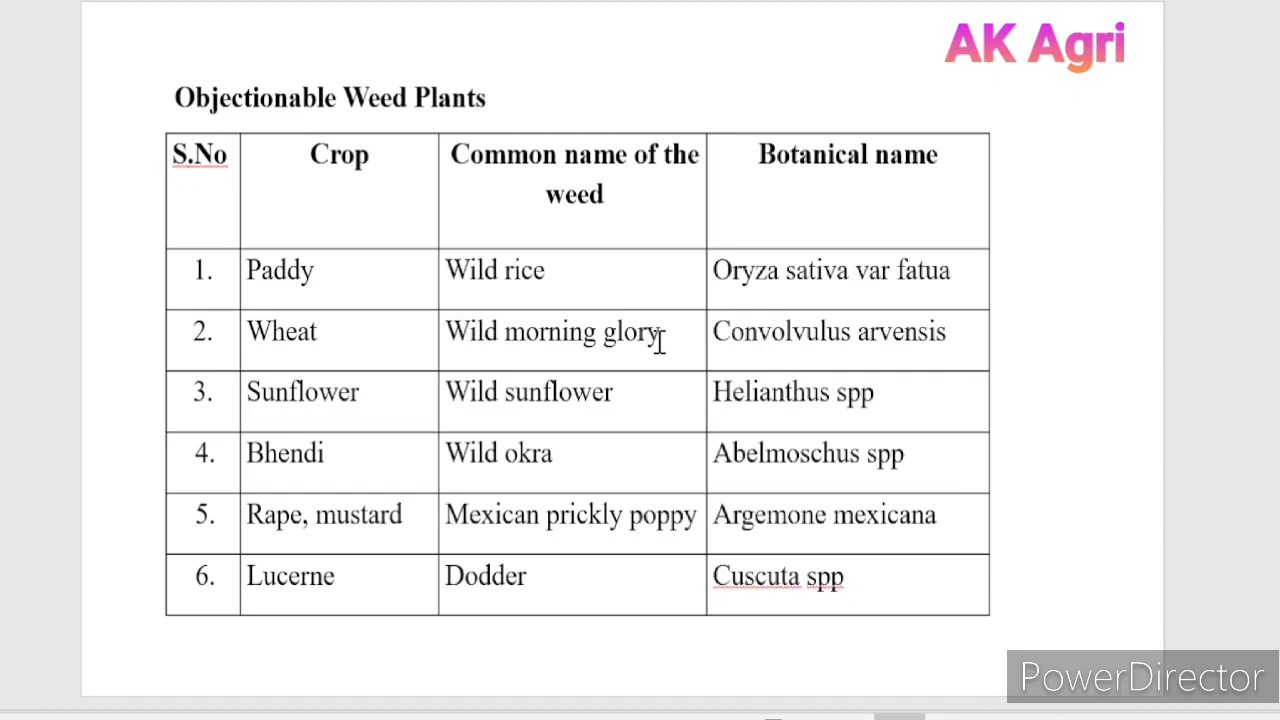 AK Agri
Objectionable Weed Plants
S.No Crop Common name of the weed Botanical name
1. Paddy Wild rice Oryza sativa var fatua
2. Wheat Wild morning glory Convolvulus arvensis
3. Sunflower Wild sunflower Helianthus spp
4. Bhendi Wild okra Abelmoschus spp
5. Rape, mustard Mexican prickly poppy Argemone mexicana
6. Lucerne Dodder Cuscuta spp
PowerDirector